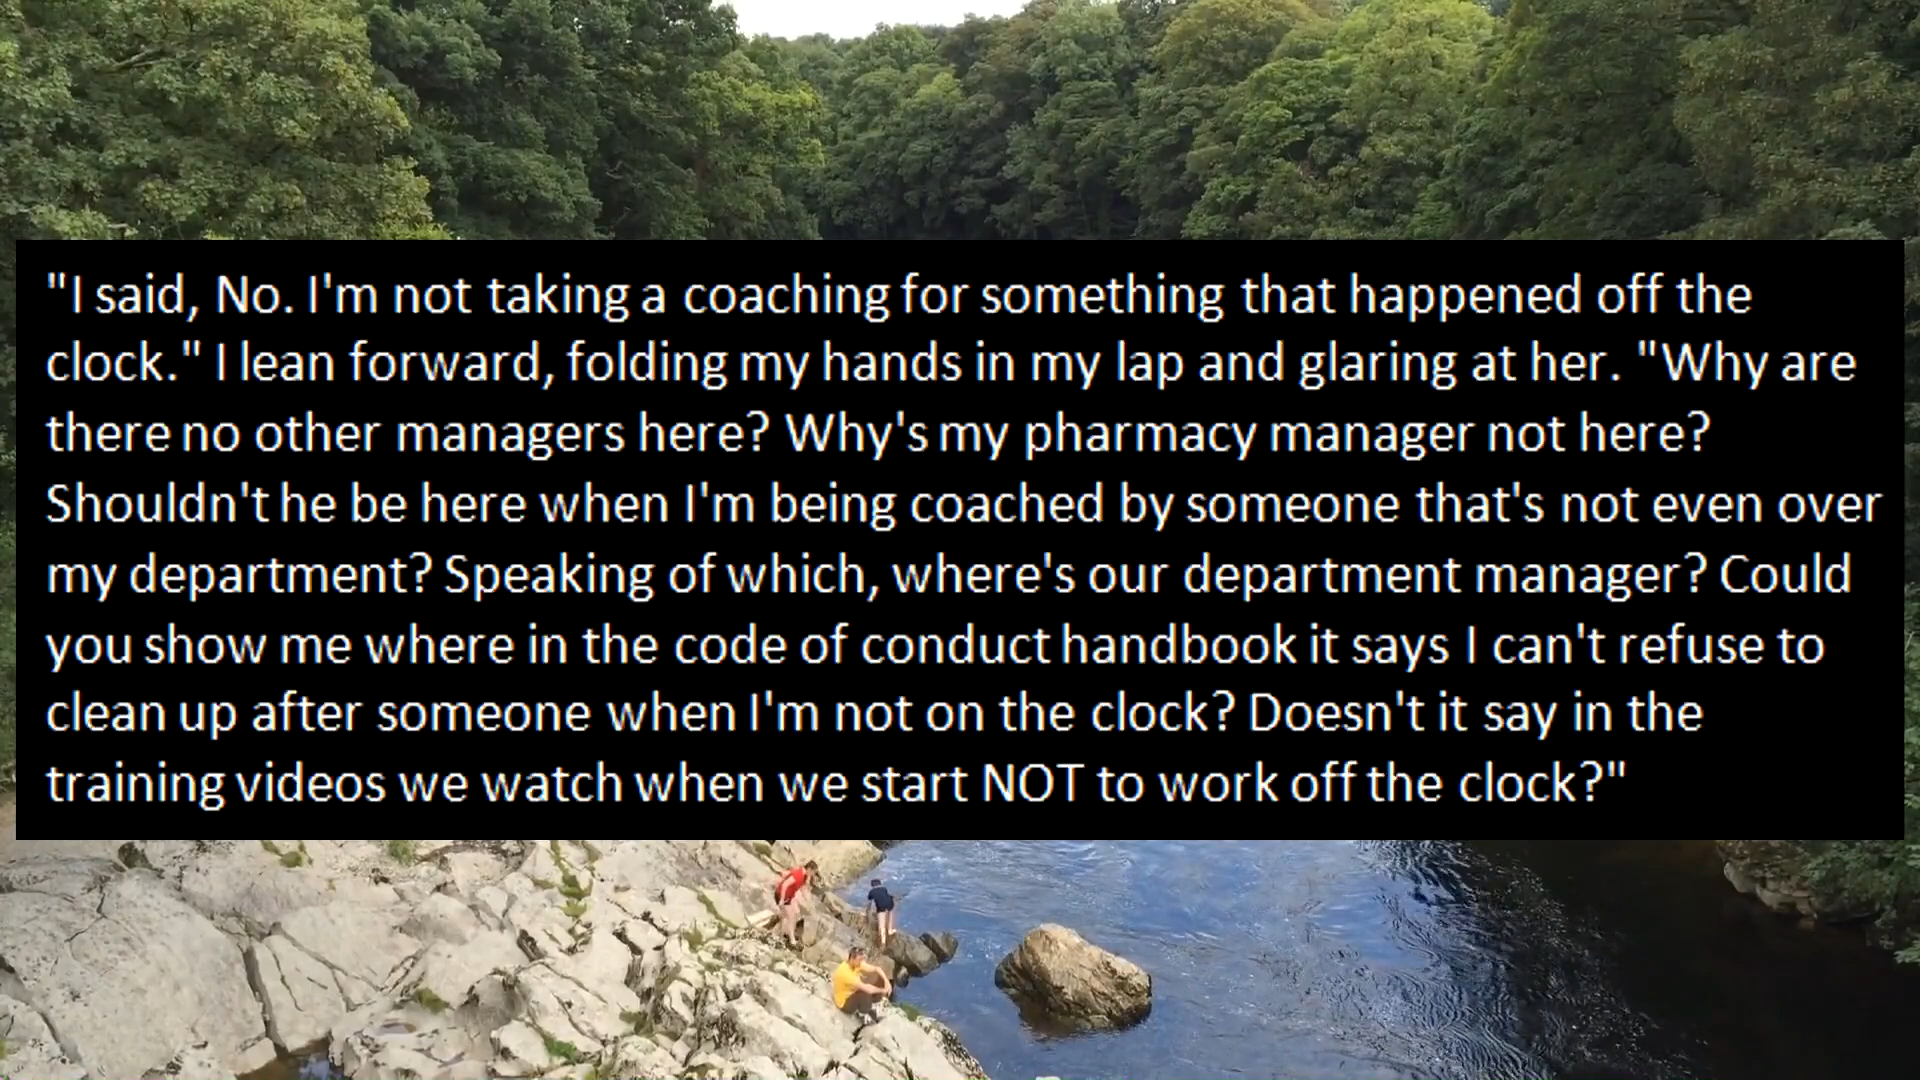 "I said, No. I'm not taking a coaching for something that happened off the
clock." I lean forward, folding my hands in my lap and glaring at her. "Why are
there no other managers here? Why's my pharmacy manager not here?
Shouldn't he be here when I'm being coached by someone that's not even over
my department? Speaking of which, where's our department manager? Could
you show me where in the code of conduct handbook it says I can't refuse to
clean up after someone when I'm not on the clock? Doesn't it say in the
training videos we watch when we start NOT to work off the clock?"